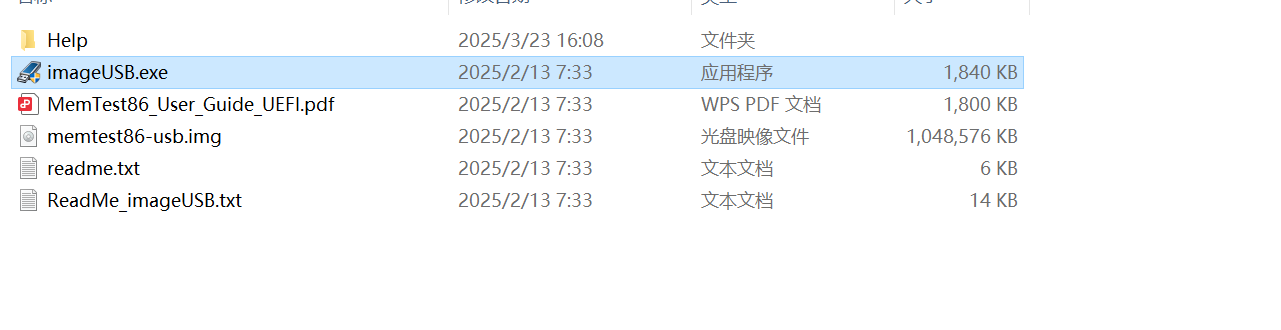 Help 2025/3/23 16:08 文件夹
imageUSB.exe 2025/2/13 7:33 应用程序 1,840 KB
MemTest86_User_Guide_UEFI.pdf 2025/2/13 7:33 WPS PDF 文档 1,800 KB
memtest86-usb.img 2025/2/13 7:33 光盘映像文件 1,048,576 KB
readme.txt 2025/2/13 7:33 文本文档 6 KB
ReadMe_imageUSB.txt 2025/2/13 7:33 文本文档 14 KB